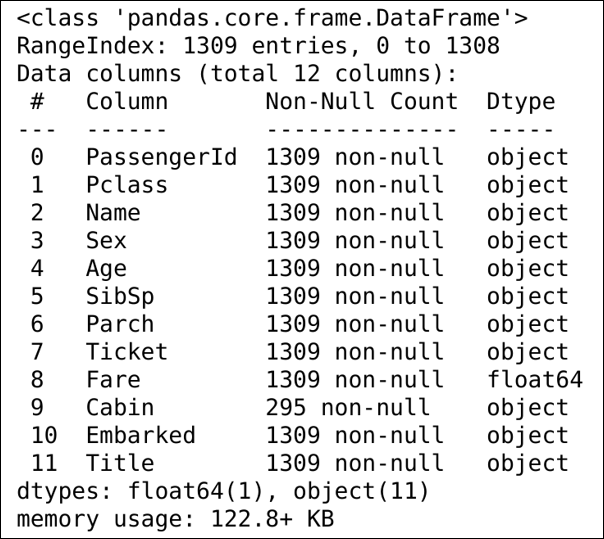 <class 'pandas.core.frame.DataFrame'>
RangeIndex: 1309 entries, 0 to 1308
Data columns (total 12 columns):
 #   Column       Non-Null Count  Dtype
---  ------       --------------  -----
 0   PassengerId  1309 non-null   object
 1   Pclass       1309 non-null   object
 2   Name         1309 non-null   object
 3   Sex          1309 non-null   object
 4   Age          1309 non-null   object
 5   SibSp        1309 non-null   object
 6   Parch        1309 non-null   object
 7   Ticket       1309 non-null   object
 8   Fare         1309 non-null   float64
 9   Cabin        295 non-null    object
 10  Embarked     1309 non-null   object
 11  Title        1309 non-null   object
dtypes: float64(1), object(11)
memory usage: 122.8+ KB